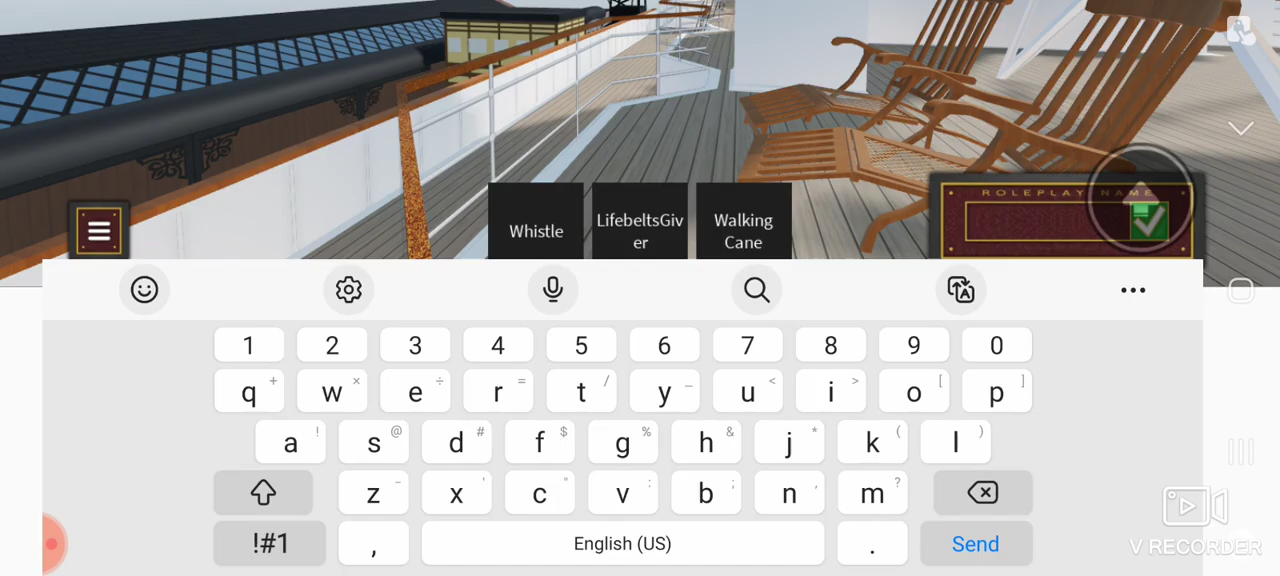 ROLEPLAY NAME
Whistle
LifebeltsGiv
er
Walking
Cane
1 2 3 4 5 6 7 8 9 0
q + w × e ÷ r = t / y _ u < i > o [ p ]
a ! s @ d # f $ g % h & j * k ( l )
z - x ' c " v : b ; n , m ?
!#1 , English (US) . Send
V RECORDER